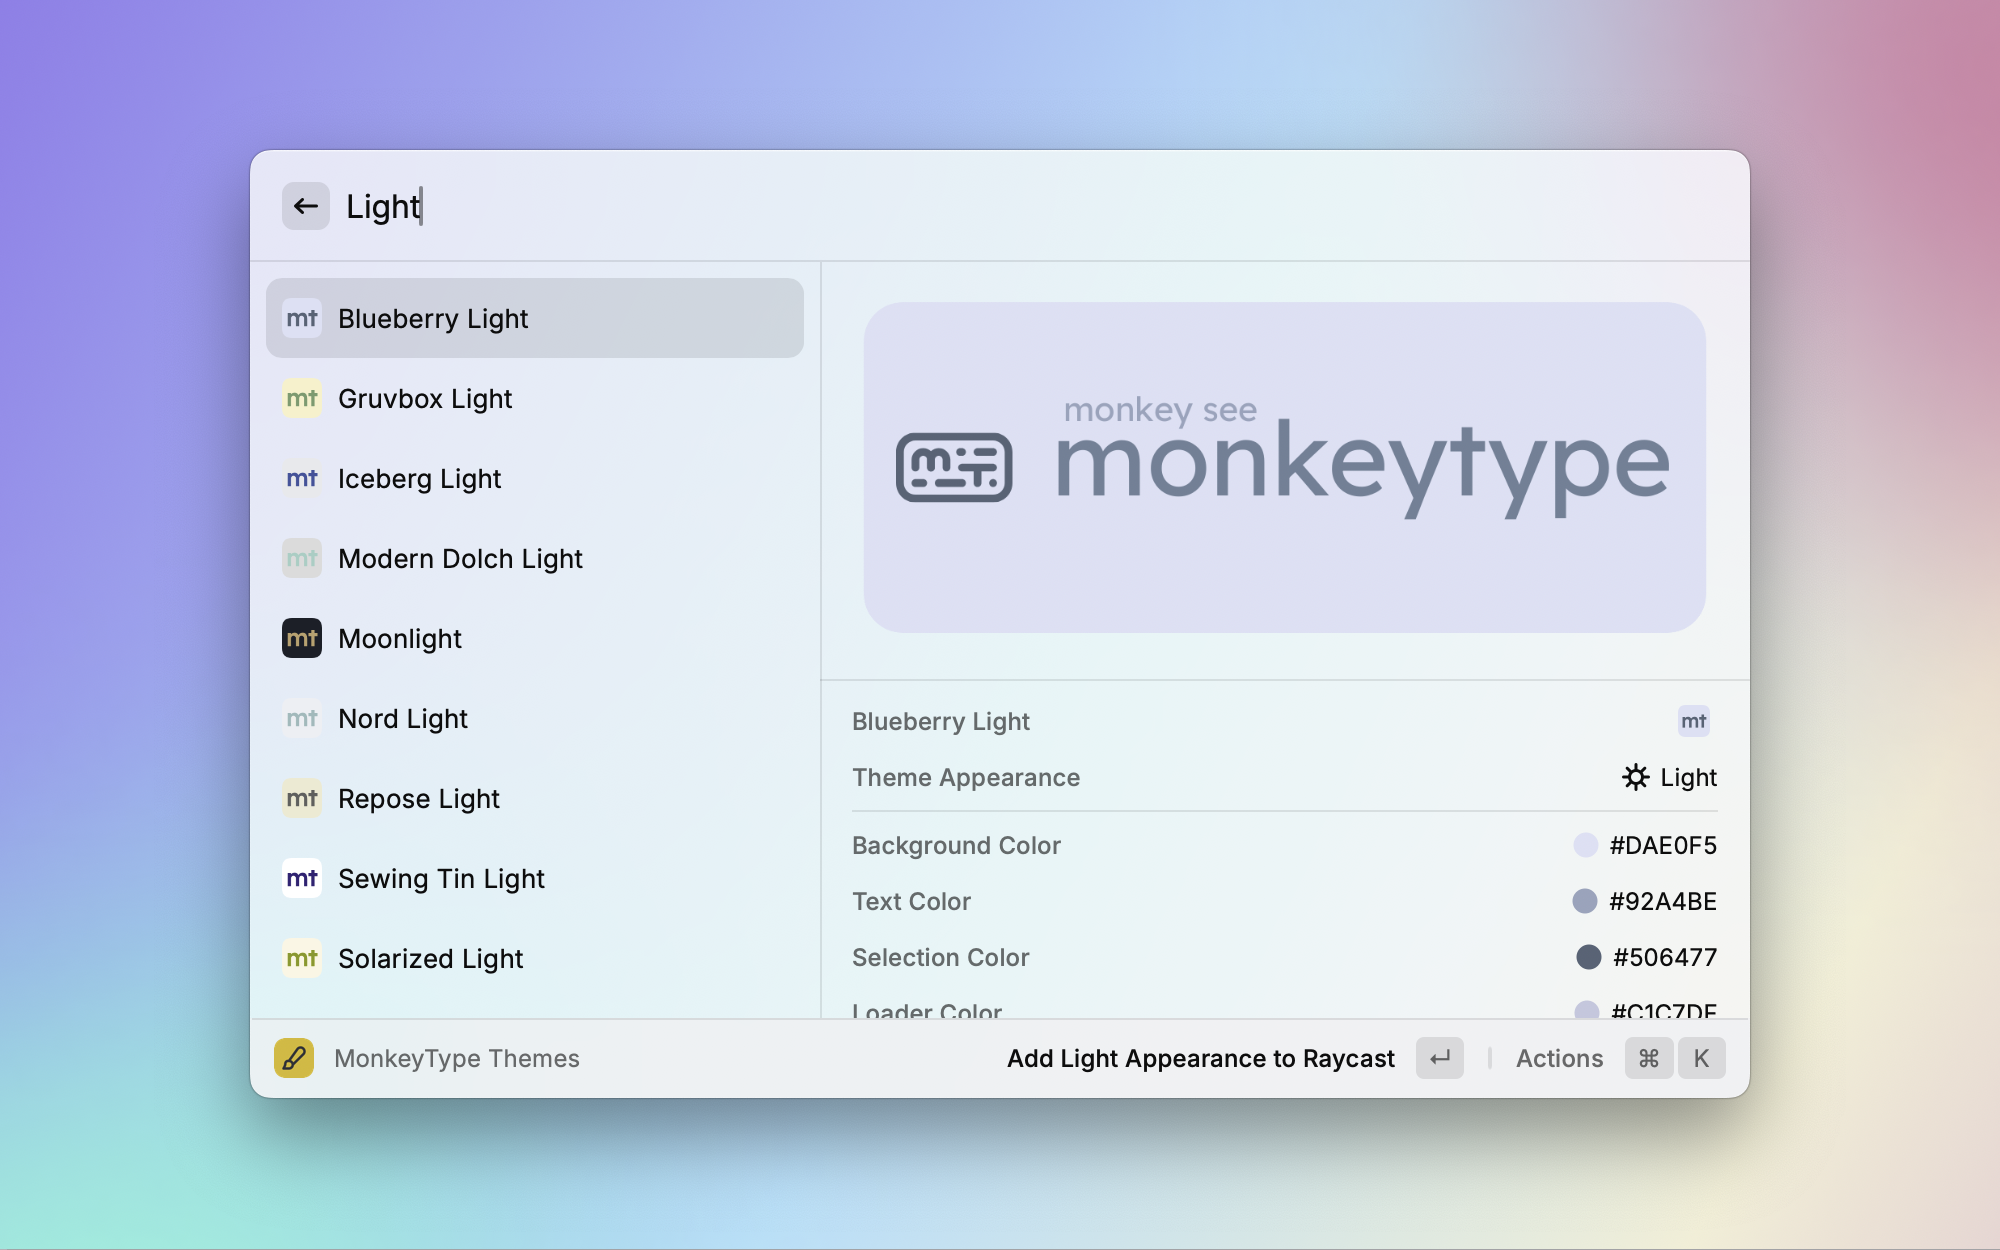 Light
mt Blueberry Light
mt Gruvbox Light
mt Iceberg Light
mt Modern Dolch Light
mt Moonlight
mt Nord Light
mt Repose Light
mt Sewing Tin Light
mt Solarized Light
monkey see
monkeytype
Blueberry Light mt
Theme Appearance Light
Background Color #DAE0F5
Text Color #92A4BE
Selection Color #506477
Loader Color #C1C7DF
MonkeyType Themes
Add Light Appearance to Raycast
Actions ⌘ K